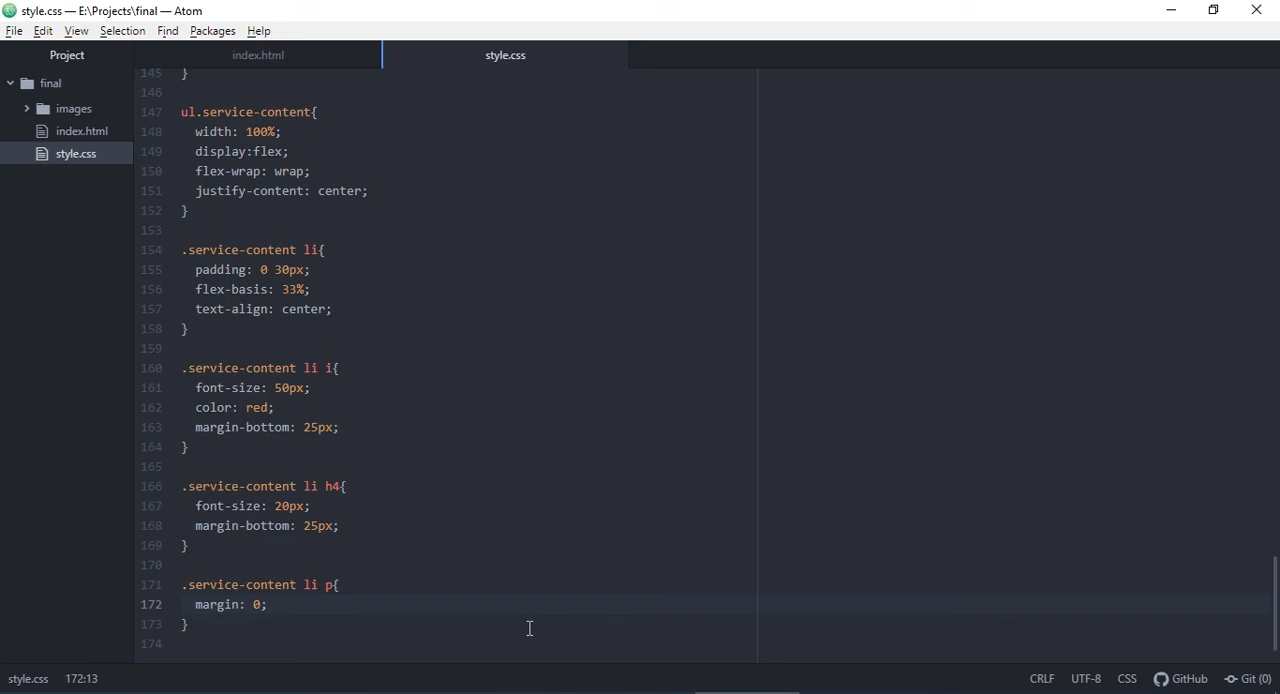 style.css — E:\Projects\final — Atom
File Edit View Selection Find Packages Help
Project index.html style.css
final
images
index.html
style.css
145 }
146
147 ul.service-content{
148 width: 100%;
149 display:flex;
150 flex-wrap: wrap;
151 justify-content: center;
152 }
153
154 .service-content li{
155 padding: 0 30px;
156 flex-basis: 33%;
157 text-align: center;
158 }
159
160 .service-content li i{
161 font-size: 50px;
162 color: red;
163 margin-bottom: 25px;
164 }
165
166 .service-content li h4{
167 font-size: 20px;
168 margin-bottom: 25px;
169 }
170
171 .service-content li p{
172 margin: 0;
173 }
174
style.css 172:13 CRLF UTF-8 CSS GitHub Git (0)